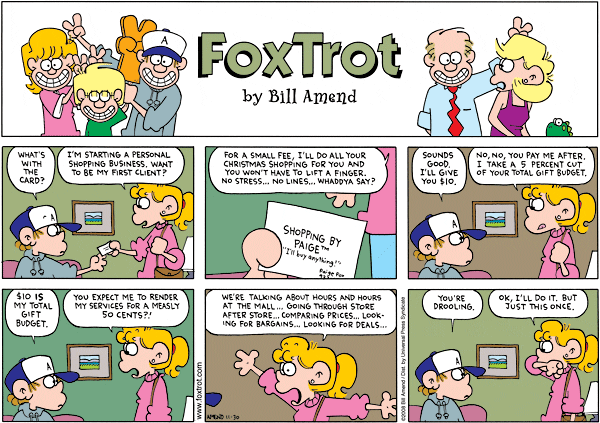 FOXTROT
by Bill Amend
A
WHAT'S
WITH
THE
CARD?
I'M STARTING A PERSONAL
SHOPPING BUSINESS. WANT
TO BE MY FIRST CLIENT?
A
FOR A SMALL FEE, I'LL DO ALL YOUR
CHRISTMAS SHOPPING FOR YOU AND
YOU WON'T HAVE TO LIFT A FINGER.
NO STRESS... NO LINES... WHADDYA SAY?
SHOPPING BY
PAIGE™
"I'll buy anything!"
Paige Fox
SOUNDS
GOOD.
I'LL GIVE
YOU $10.
NO, NO, YOU PAY ME AFTER.
I TAKE A 5 PERCENT CUT
OF YOUR TOTAL GIFT BUDGET.
A
$10 IS
MY TOTAL
GIFT
BUDGET.
YOU EXPECT ME TO RENDER
MY SERVICES FOR A MEASLY
50 CENTS?!
A
www.foxtrot.com
WE'RE TALKING ABOUT HOURS AND HOURS
AT THE MALL... GOING THROUGH STORE
AFTER STORE... COMPARING PRICES... LOOK-
ING FOR BARGAINS... LOOKING FOR DEALS...
AMEND 11-30
©2008 Bill Amend / Dist. by Universal Press Syndicate
YOU'RE
DROOLING.
OK, I'LL DO IT. BUT
JUST THIS ONCE.
A